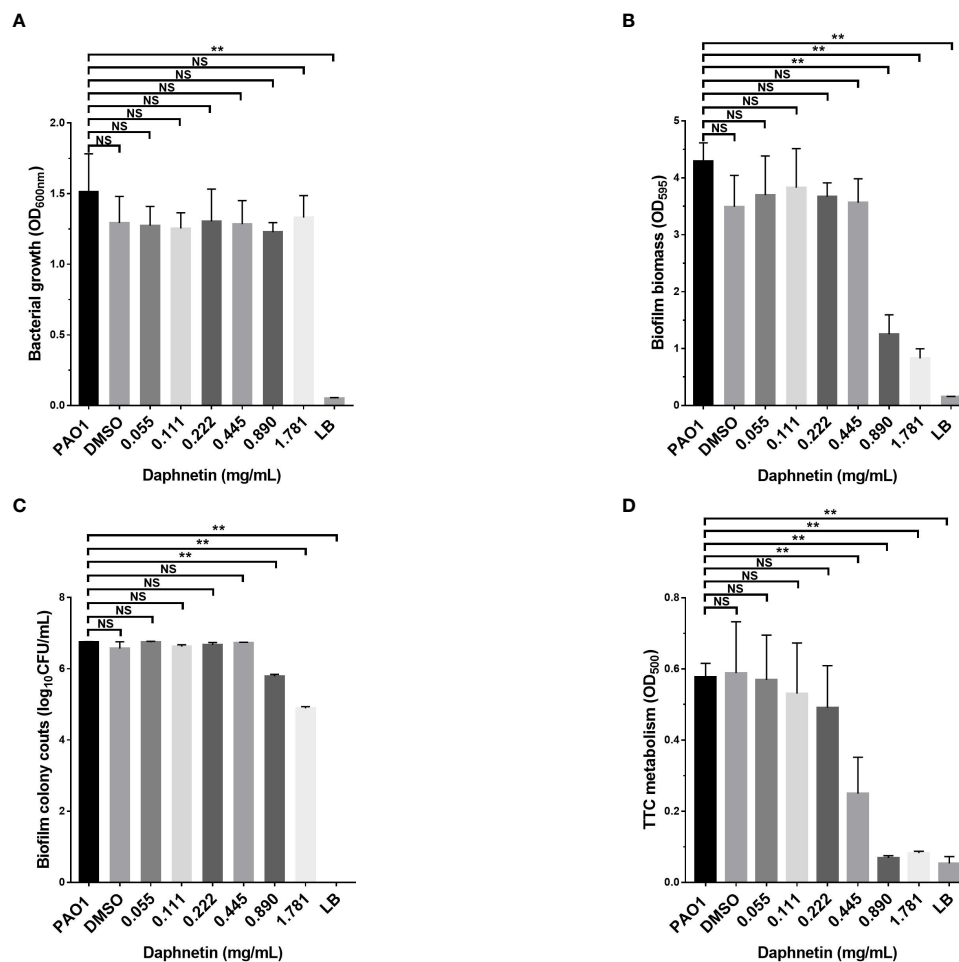 A
**
NS
NS
NS
NS
NS
NS
NS
Bacterial growth (OD600nm)
2.0
1.5
1.0
0.5
0.0
PAO1
DMSO
0.055
0.111
0.222
0.445
0.890
1.781
LB
Daphnetin (mg/mL)
B
**
**
**
NS
NS
NS
NS
NS
Biofilm biomass (OD595)
5
4
3
2
1
0
PAO1
DMSO
0.055
0.111
0.222
0.445
0.890
1.781
LB
Daphnetin (mg/mL)
C
**
**
**
NS
NS
NS
NS
NS
Biofilm colony couts (log10CFU/mL)
8
6
4
2
0
PAO1
DMSO
0.055
0.111
0.222
0.445
0.890
1.781
LB
Daphnetin (mg/mL)
D
**
**
**
**
NS
NS
NS
NS
TTC metabolism (OD500)
0.8
0.6
0.4
0.2
0.0
PAO1
DMSO
0.055
0.111
0.222
0.445
0.890
1.781
LB
Daphnetin (mg/mL)